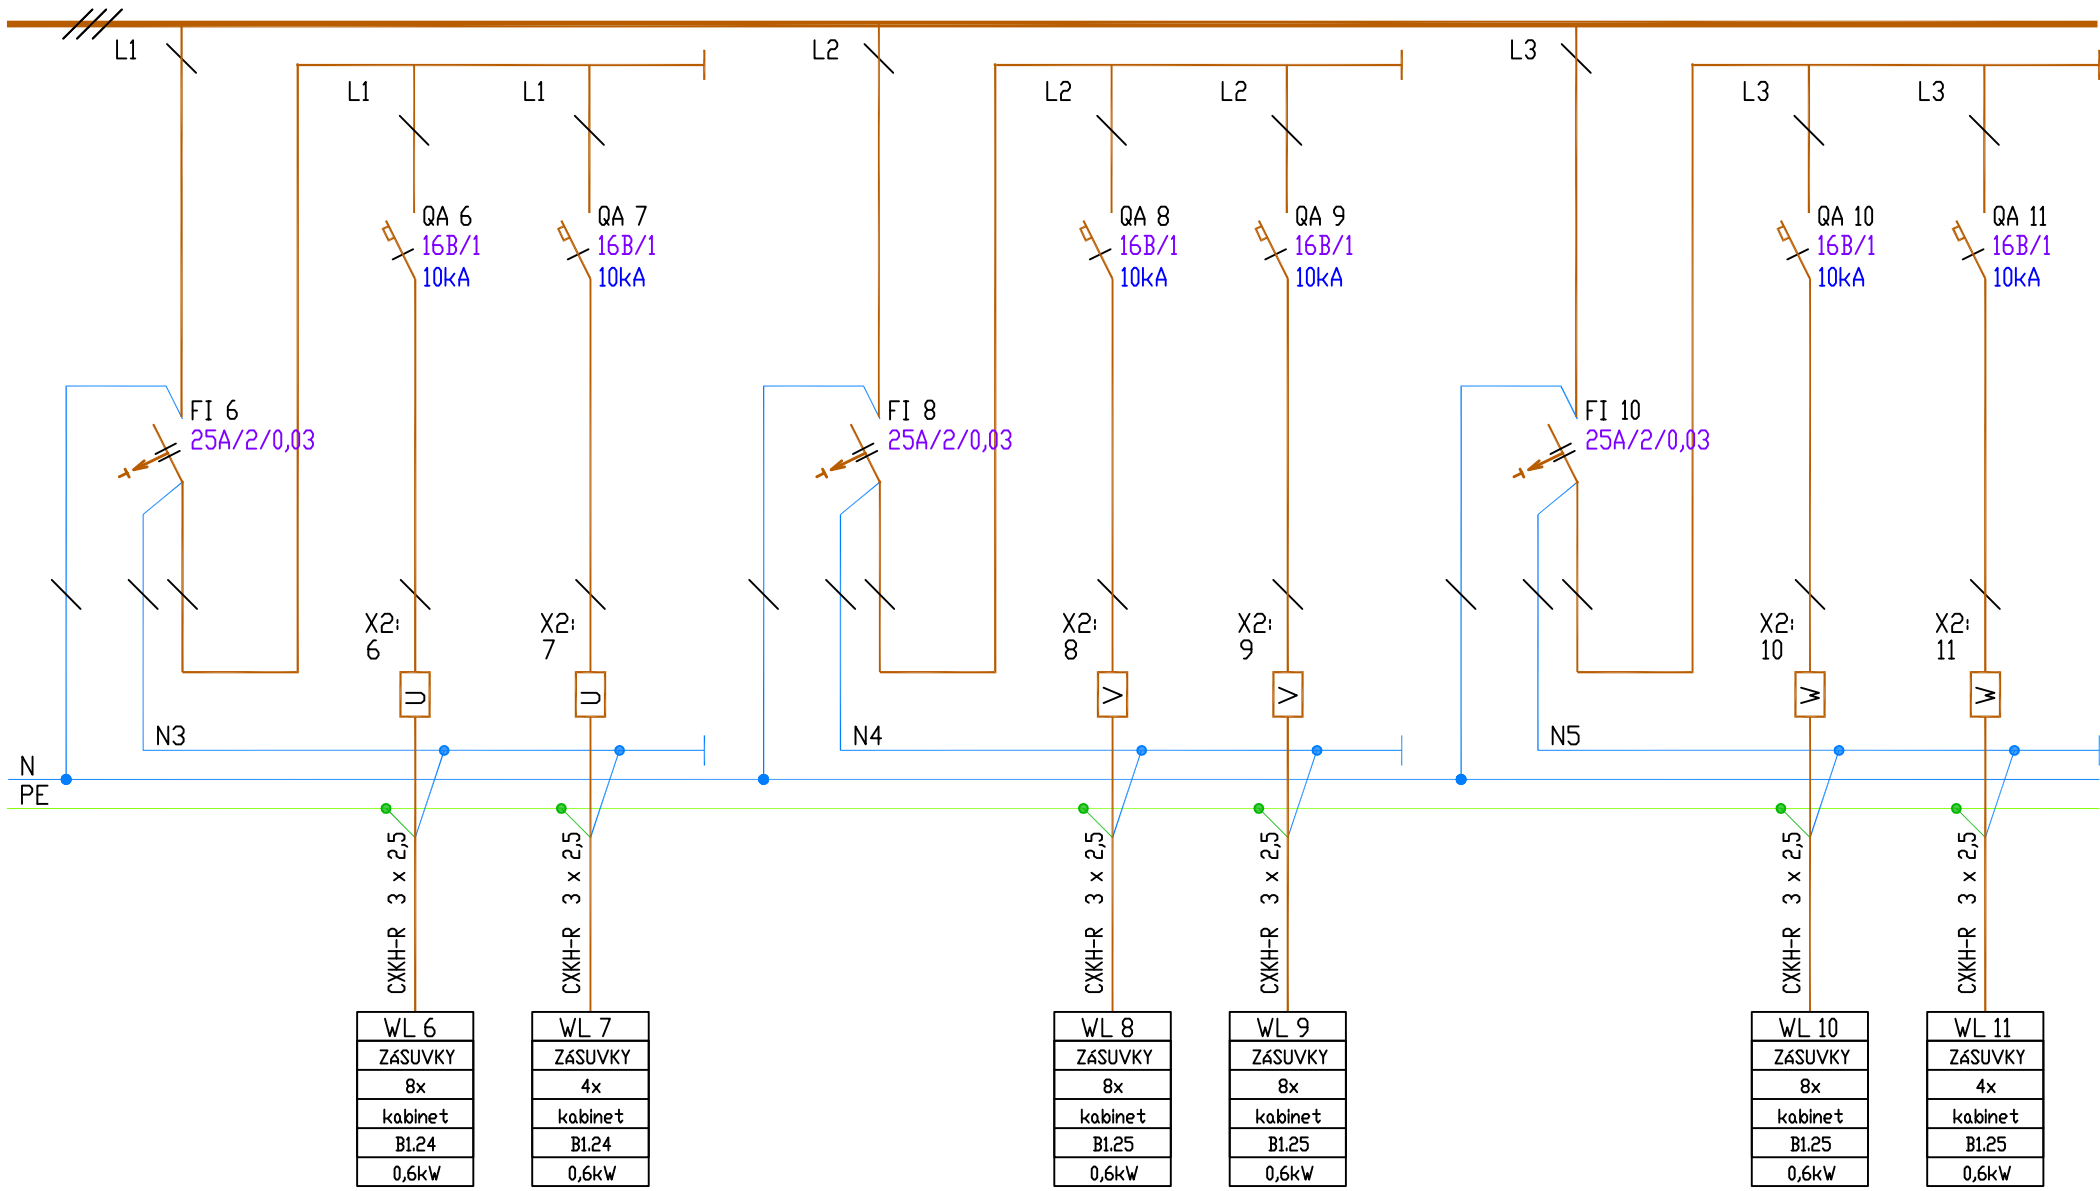 L1
L2
L3
L1
L1
L2
L2
L3
L3
QA 6
16B/1
10kA
QA 7
16B/1
10kA
QA 8
16B/1
10kA
QA 9
16B/1
10kA
QA 10
16B/1
10kA
QA 11
16B/1
10kA
FI 6
25A/2/0,03
FI 8
25A/2/0,03
FI 10
25A/2/0,03
X2:
6
X2:
7
X2:
8
X2:
9
X2:
10
X2:
11
U
U
V
V
W
W
N3
N4
N5
N
PE
CXKH-R 3 x 2,5
CXKH-R 3 x 2,5
CXKH-R 3 x 2,5
CXKH-R 3 x 2,5
CXKH-R 3 x 2,5
CXKH-R 3 x 2,5
WL 6
ZÁSUVKY
8x
kabinet
B1.24
0,6kW
WL 7
ZÁSUVKY
4x
kabinet
B1.24
0,6kW
WL 8
ZÁSUVKY
8x
kabinet
B1.25
0,6kW
WL 9
ZÁSUVKY
8x
kabinet
B1.25
0,6kW
WL 10
ZÁSUVKY
8x
kabinet
B1.25
0,6kW
WL 11
ZÁSUVKY
4x
kabinet
B1.25
0,6kW